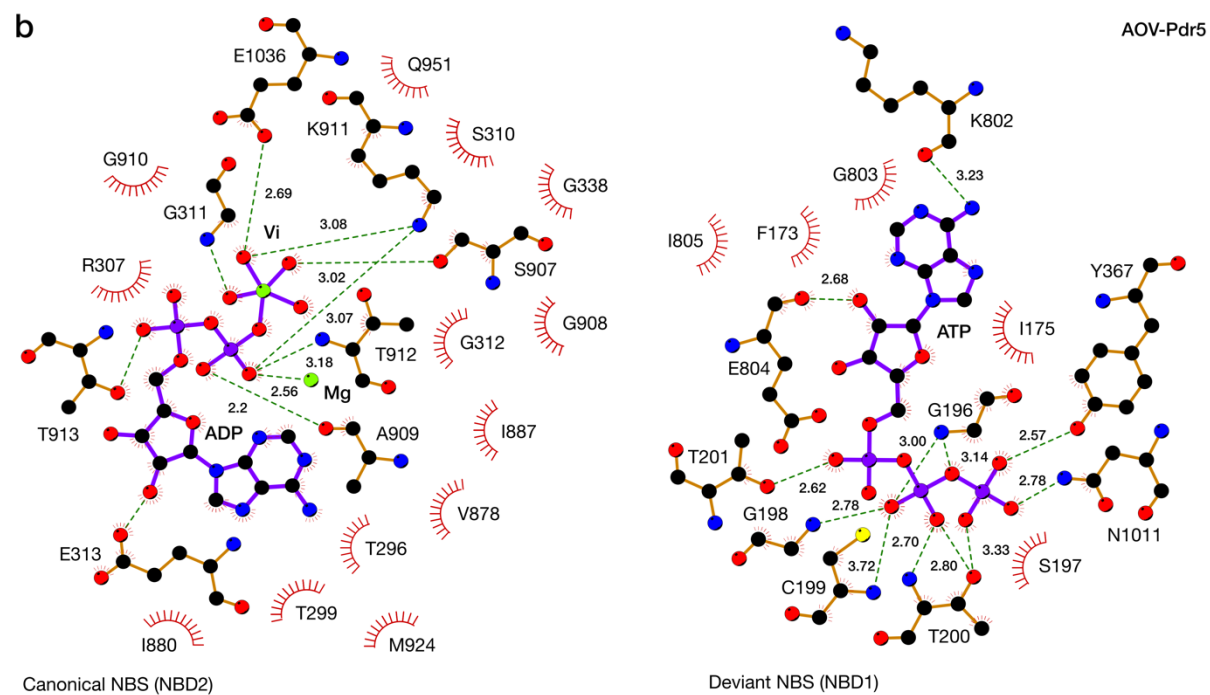 b
AOV-Pdr5
E1036
Q951
K911
S310
G910
G338
G311
2.69
Vi
3.08
S907
3.02
R307
3.07
G908
T912
G312
3.18
Mg
2.56
2.2
T913
ADP
A909
I887
V878
E313
T296
T299
I880
M924
Canonical NBS (NBD2)
K802
G803
3.23
I805
F173
Y367
2.68
ATP
I175
E804
G196
3.00
2.57
3.14
T201
2.62
2.78
2.78
G198
N1011
2.70
3.33
S197
C199
3.72
2.80
T200
Deviant NBS (NBD1)